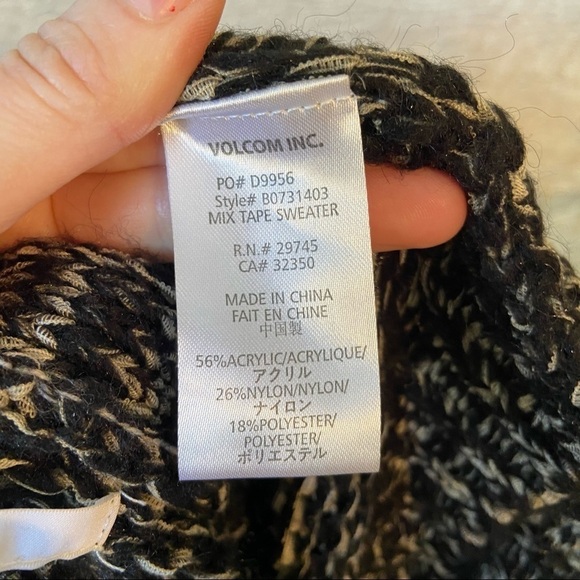 VOLCOM INC.
PO# D9956
Style# B0731403
MIX TAPE SWEATER
R.N.# 29745
CA# 32350
MADE IN CHINA
FAIT EN CHINE
中国製
56%ACRYLIC/ACRYLIQUE/
アクリル
26%NYLON/NYLON/
ナイロン
18%POLYESTER/
POLYESTER/
ポリエステル